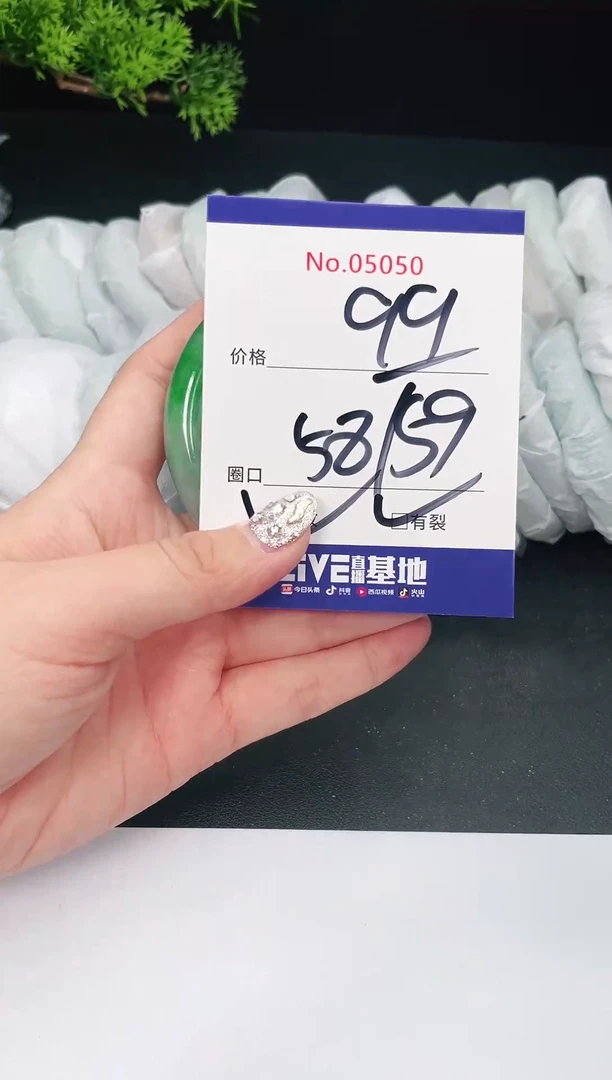 No.05050
价格 99
圈口 58/59
有裂
LIVE直播基地
今日头条 抖音 西瓜视频 火山